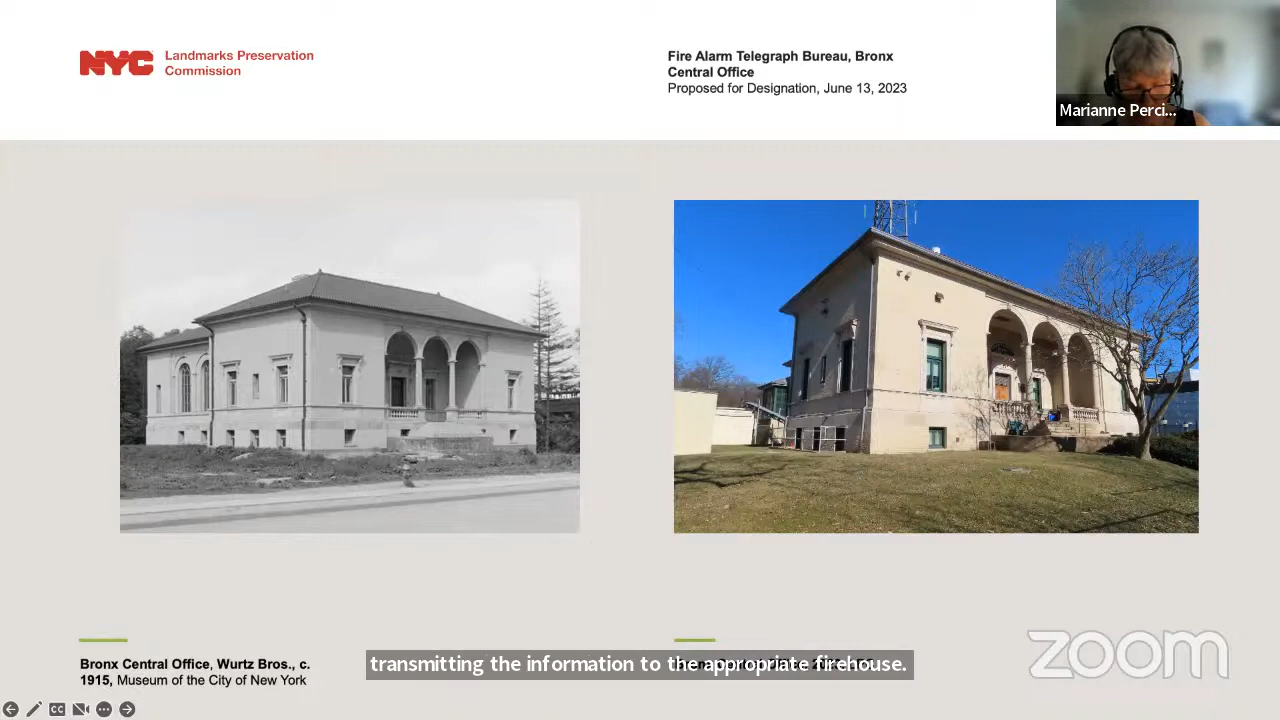 NYC
Landmarks Preservation
Commission
Fire Alarm Telegraph Bureau, Bronx
Central Office
Proposed for Designation, June 13, 2023
Marianne Perci...
Bronx Central Office, Wurtz Bros., c.
1915, Museum of the City of New York
transmitting the information to the appropriate firehouse.
zoom
CC